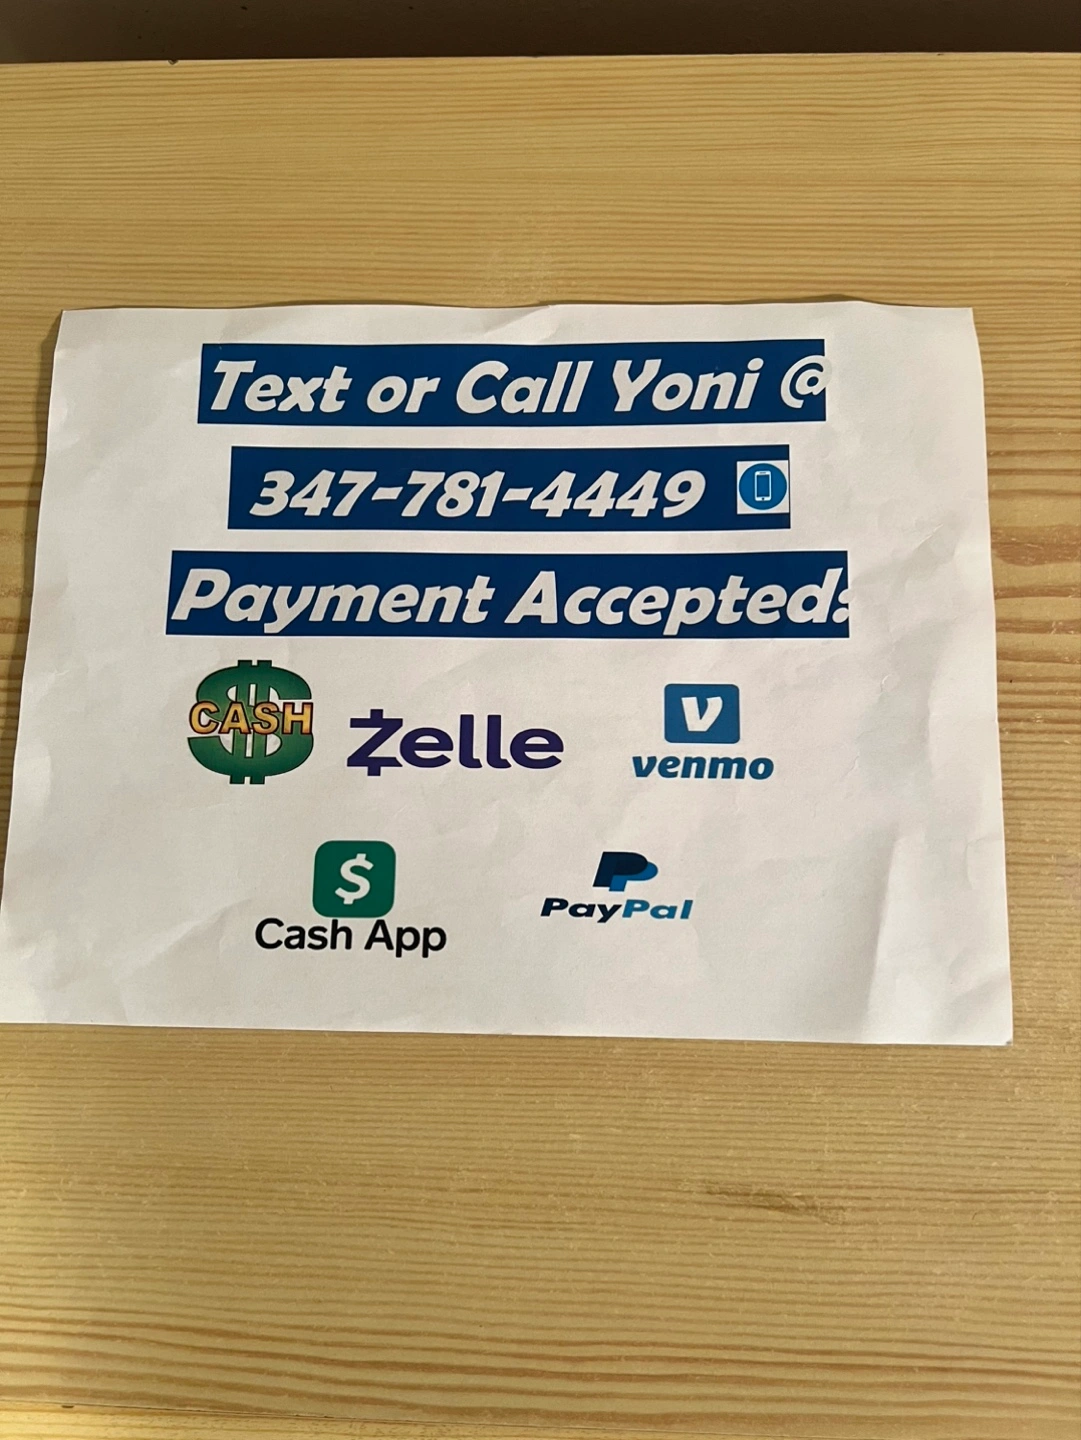 Text or Call Yoni @
347-781-4449
Payment Accepted:
CASH
Zelle
venmo
Cash App
PayPal